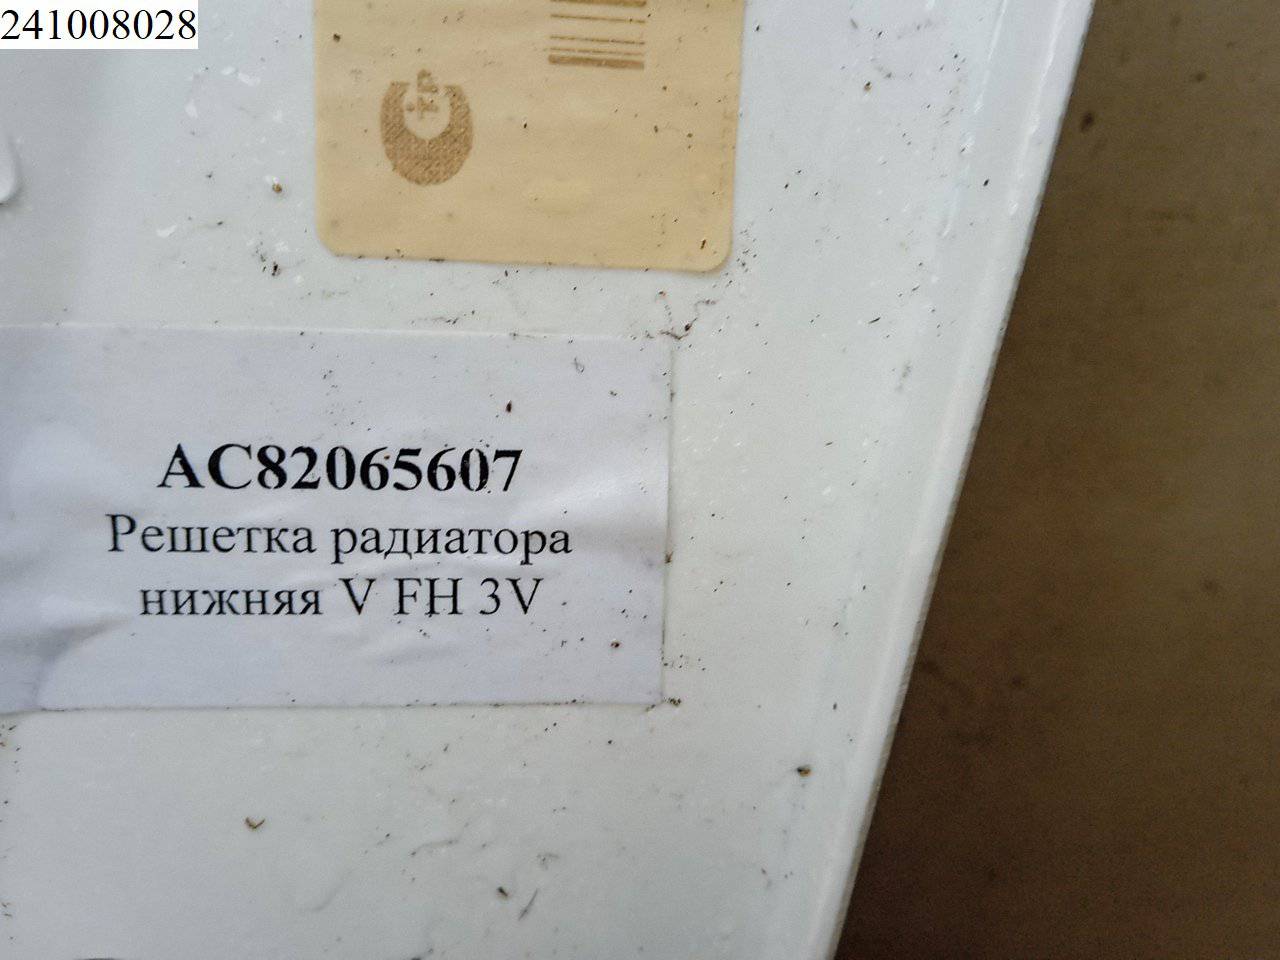 241008028
AC82065607
Решетка радиатора
нижняя V FH 3V